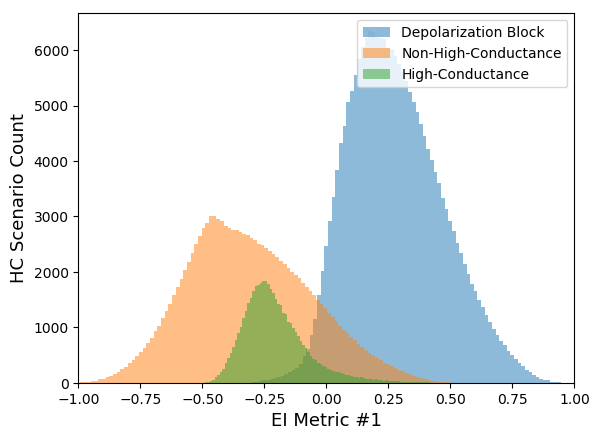 Depolarization Block
Non-High-Conductance
High-Conductance
HC Scenario Count
6000
5000
4000
3000
2000
1000
0
−1.00 −0.75 −0.50 −0.25 0.00 0.25 0.50 0.75 1.00
EI Metric #1